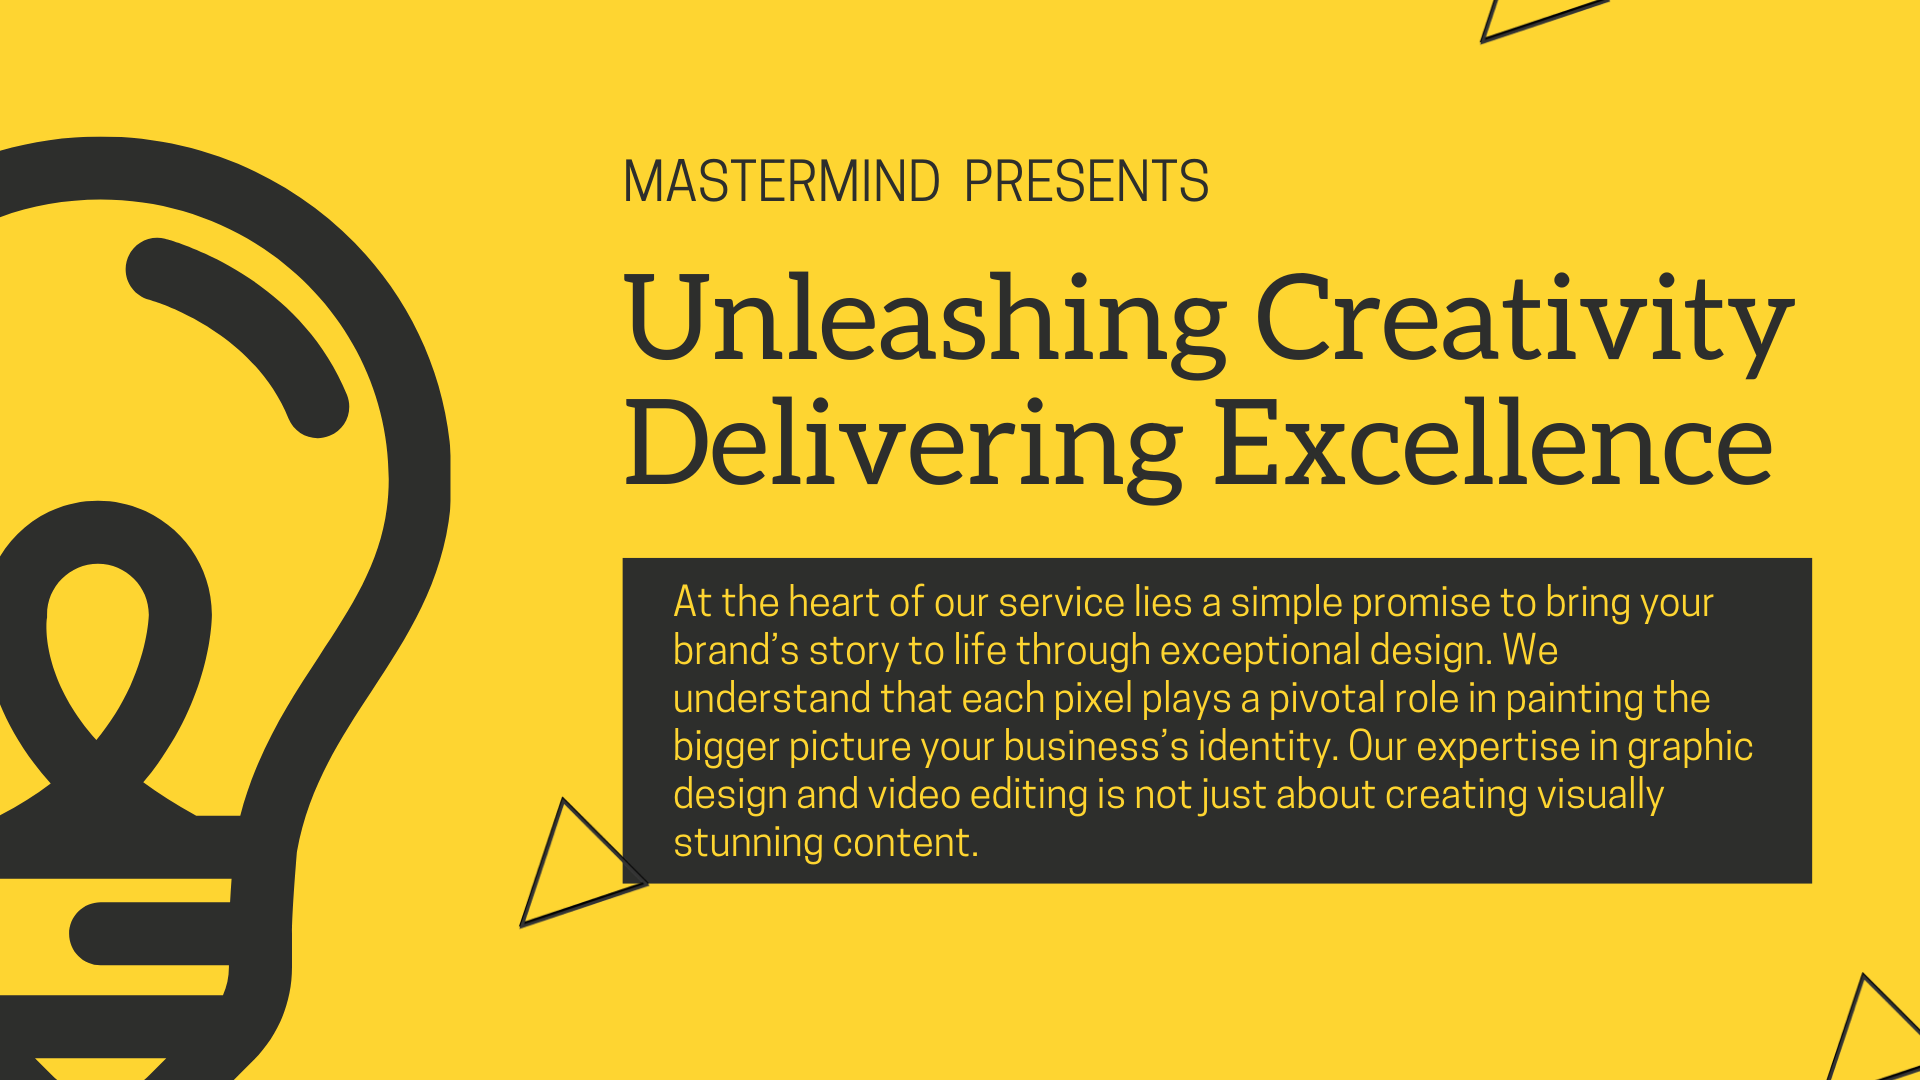 MASTERMIND PRESENTS
Unleashing Creativity
Delivering Excellence
At the heart of our service lies a simple promise to bring your
brand’s story to life through exceptional design. We
understand that each pixel plays a pivotal role in painting the
bigger picture your business’s identity. Our expertise in graphic
design and video editing is not just about creating visually
stunning content.